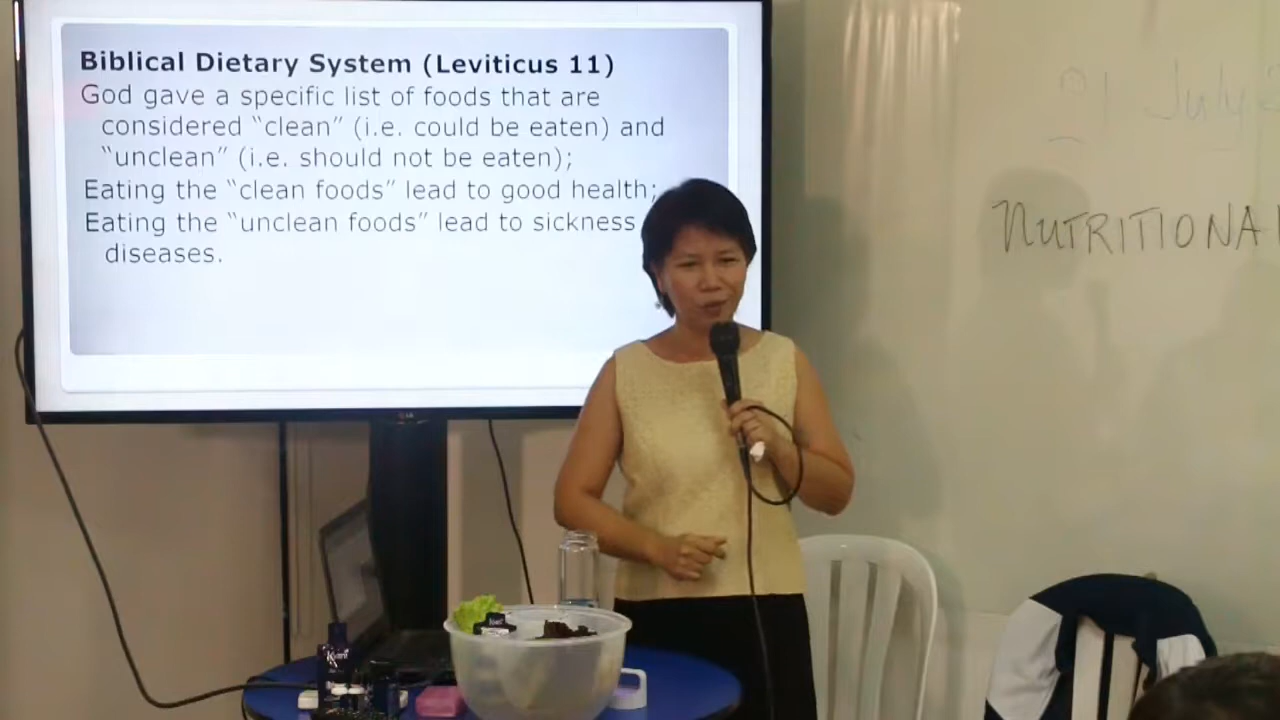 Biblical Dietary System (Leviticus 11)
God gave a specific list of foods that are
considered “clean” (i.e. could be eaten) and
“unclean” (i.e. should not be eaten);
Eating the “clean foods” lead to good health;
Eating the “unclean foods” lead to sickness
diseases.
July
NUTRITIONA
LG